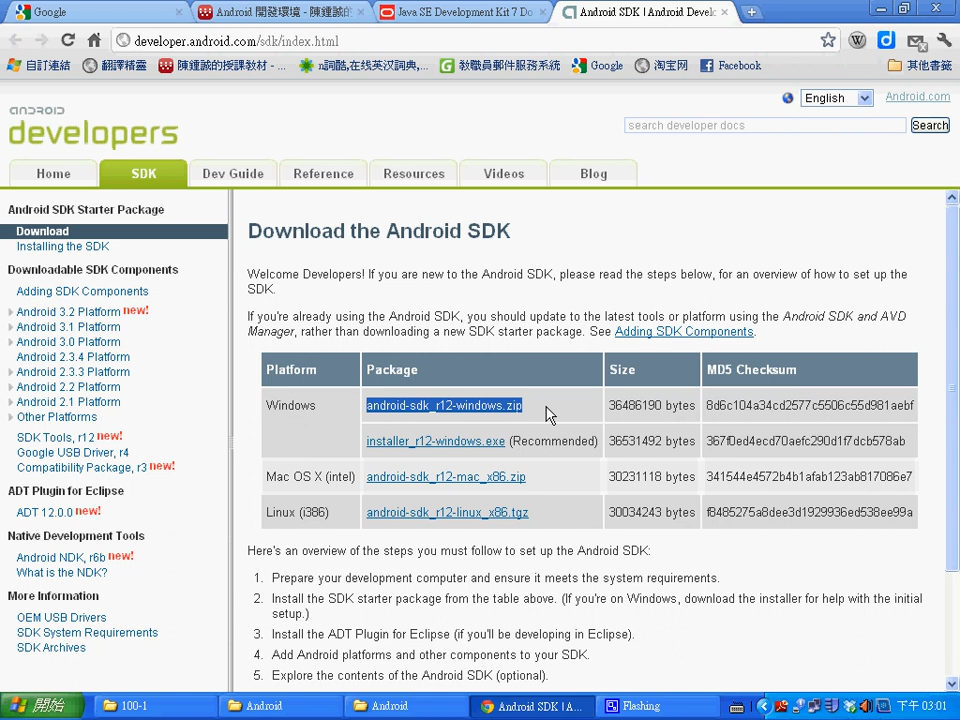 Google
Android 開發環境 - 陳鍾誠的
Java SE Development Kit 7 Do
Android SDK | Android Develo
developer.android.com/sdk/index.html
自訂連結
翻譯精靈
陳鍾誠的授課教材 - ...
n詞酷,在线英汉詞典,...
教職員郵件服務系統
Google
淘宝网
Facebook
其他書籤
English
Android.com
android
developers
search developer docs
Search
Home
SDK
Dev Guide
Reference
Resources
Videos
Blog
Android SDK Starter Package
Download
Installing the SDK
Downloadable SDK Components
Adding SDK Components
Android 3.2 Platform new!
Android 3.1 Platform
Android 3.0 Platform
Android 2.3.4 Platform
Android 2.3.3 Platform
Android 2.2 Platform
Android 2.1 Platform
Other Platforms
SDK Tools, r12 new!
Google USB Driver, r4
Compatibility Package, r3 new!
ADT Plugin for Eclipse
ADT 12.0.0 new!
Native Development Tools
Android NDK, r6b new!
What is the NDK?
More Information
OEM USB Drivers
SDK System Requirements
SDK Archives
Download the Android SDK
Welcome Developers! If you are new to the Android SDK, please read the steps below, for an overview of how to set up the
SDK.
If you're already using the Android SDK, you should update to the latest tools or platform using the Android SDK and AVD
Manager, rather than downloading a new SDK starter package. See Adding SDK Components.
Platform Package Size MD5 Checksum
Windows android-sdk_r12-windows.zip 36486190 bytes 8d6c104a34cd2577c5506c55d981aebf
installer_r12-windows.exe (Recommended) 36531492 bytes 367f0ed4ecd70aefc290d1f7dcb578ab
Mac OS X (intel) android-sdk_r12-mac_x86.zip 30231118 bytes 341544e4572b4b1afab123ab817086e7
Linux (i386) android-sdk_r12-linux_x86.tgz 30034243 bytes f8485275a8dee3d1929936ed538ee99a
Here's an overview of the steps you must follow to set up the Android SDK:
1. Prepare your development computer and ensure it meets the system requirements.
2. Install the SDK starter package from the table above. (If you're on Windows, download the installer for help with the initial
setup.)
3. Install the ADT Plugin for Eclipse (if you'll be developing in Eclipse).
4. Add Android platforms and other components to your SDK.
5. Explore the contents of the Android SDK (optional).
開始
100-1
Android
Android
Android SDK | A...
Flashing
下午 03:01